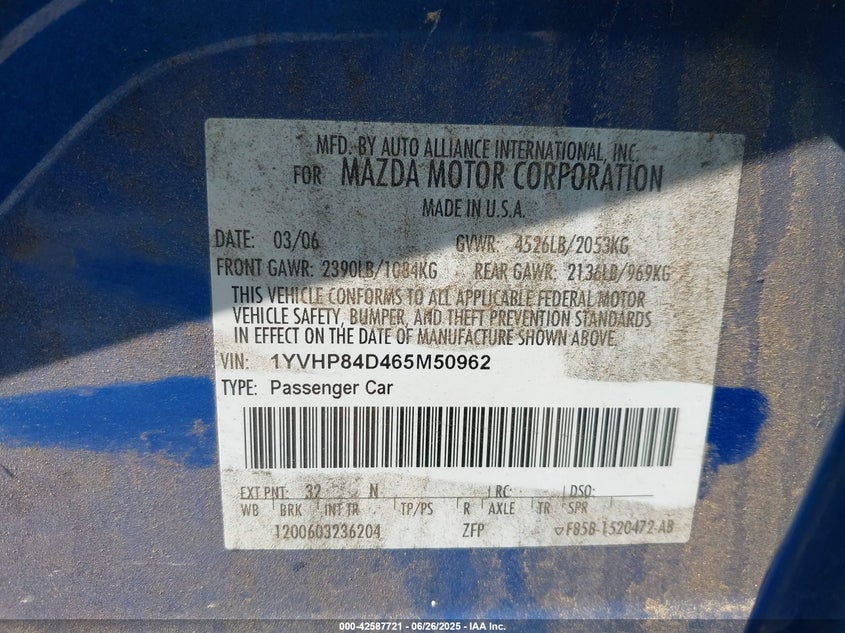 MFD. BY AUTO ALLIANCE INTERNATIONAL, INC.
FOR MAZDA MOTOR CORPORATION
MADE IN U.S.A.
DATE: 03/06 GVWR: 4526LB/2053KG
FRONT GAWR: 2390LB/1084KG REAR GAWR: 2136LB/969KG
THIS VEHICLE CONFORMS TO ALL APPLICABLE FEDERAL MOTOR
VEHICLE SAFETY, BUMPER, AND THEFT PREVENTION STANDARDS
IN EFFECT ON THE DATE OF MANUFACTURE SHOWN ABOVE.
VIN: 1YVHP84D465M50962
TYPE: Passenger Car
EXT PNT: 32 N RC: DSO:
WB BRK INT TR TP/PS R AXLE TR SPR
1200603236204 ZFP F85B-1520472-AB
000-42587721 - 06/26/2025 - IAA Inc.